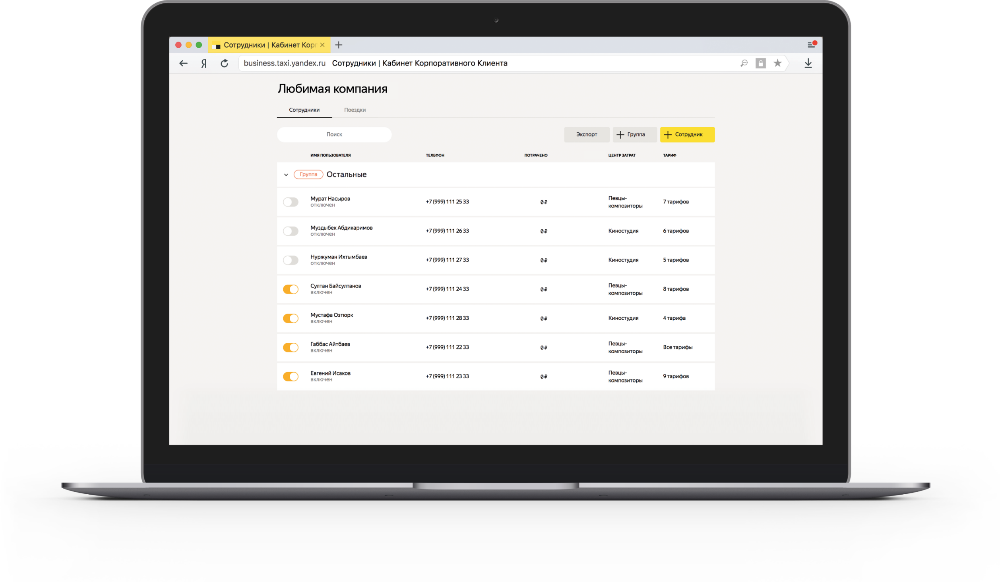 Сотрудники | Кабинет Корп
business.taxi.yandex.ru Сотрудники | Кабинет Корпоративного Клиента
Любимая компания
Сотрудники Поездки
Поиск Экспорт Группа Сотрудник
ИМЯ ПОЛЬЗОВАТЕЛЯ ТЕЛЕФОН ПОТРАЧЕНО ЦЕНТР ЗАТРАТ ТАРИФ
Группа Остальные
Мурат Насыров
отключен
+7 (999) 111 25 33
0 ₽
Певцы-
композиторы
7 тарифов
Муздыбек Абдикаримов
отключен
+7 (999) 111 26 33
0 ₽
Киностудия
6 тарифов
Нуржуман Ихтымбаев
отключен
+7 (999) 111 27 33
0 ₽
Киностудия
5 тарифов
Султан Байсултанов
включен
+7 (999) 111 24 33
0 ₽
Певцы-
композиторы
8 тарифов
Мустафа Озтюрк
включен
+7 (999) 111 28 33
0 ₽
Киностудия
4 тарифа
Габбас Айтбаев
включен
+7 (999) 111 22 33
0 ₽
Певцы-
композиторы
Все тарифы
Евгений Исаков
включен
+7 (999) 111 23 33
0 ₽
Певцы-
композиторы
9 тарифов